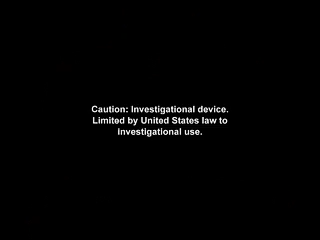 Caution: Investigational device.
Limited by United States law to
Investigational use.